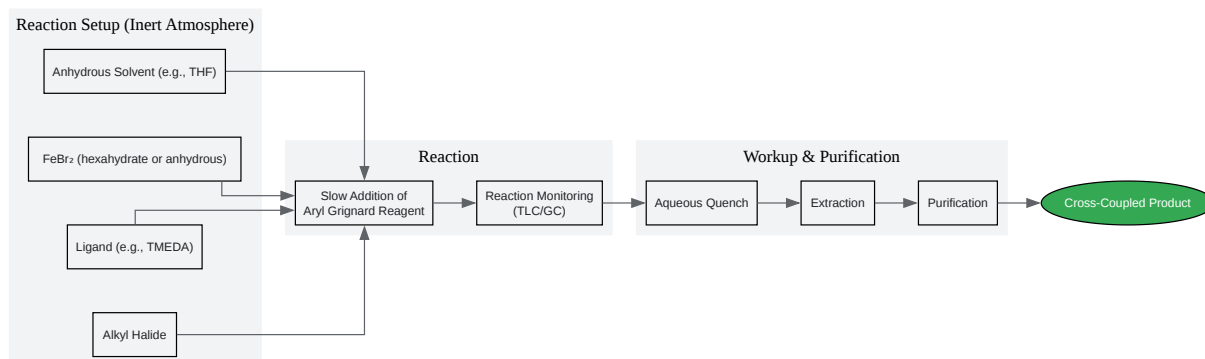 Reaction Setup (Inert Atmosphere)
Anhydrous Solvent (e.g., THF)
FeBr₂ (hexahydrate or anhydrous)
Ligand (e.g., TMEDA)
Alkyl Halide
Reaction
Slow Addition of
Aryl Grignard Reagent
Reaction Monitoring
(TLC/GC)
Workup & Purification
Aqueous Quench
Extraction
Purification
Cross-Coupled Product